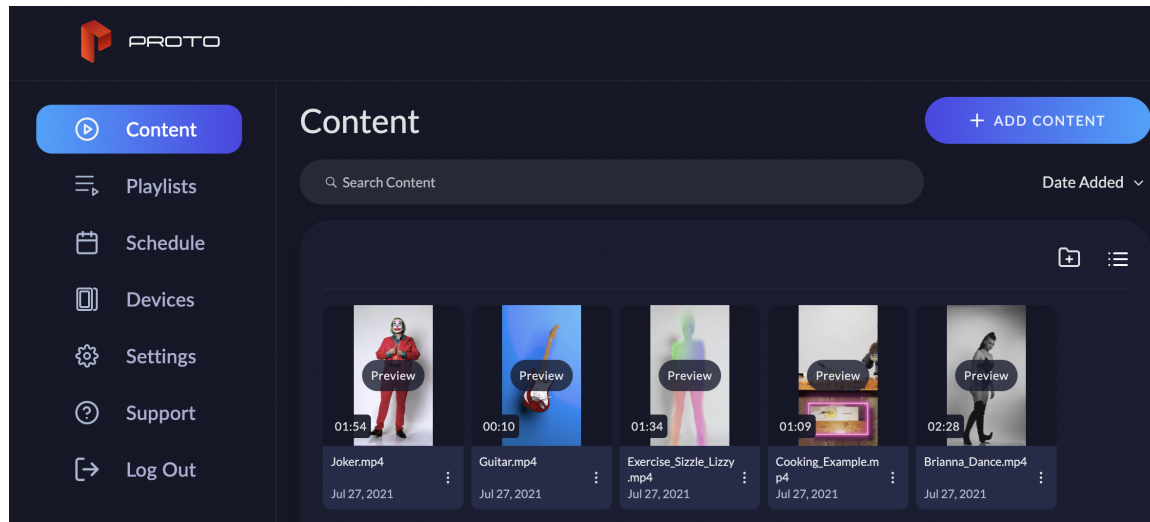 PROTO
Content
Playlists
Schedule
Devices
Settings
Support
Log Out
Content
+ ADD CONTENT
Search Content
Date Added
Preview
01:54
Joker.mp4
Jul 27, 2021
Preview
00:10
Guitar.mp4
Jul 27, 2021
Preview
01:34
Exercise_Sizzle_Lizzy
.mp4
Jul 27, 2021
Preview
01:09
Cooking_Example.m
p4
Jul 27, 2021
Preview
02:28
Brianna_Dance.mp4
Jul 27, 2021